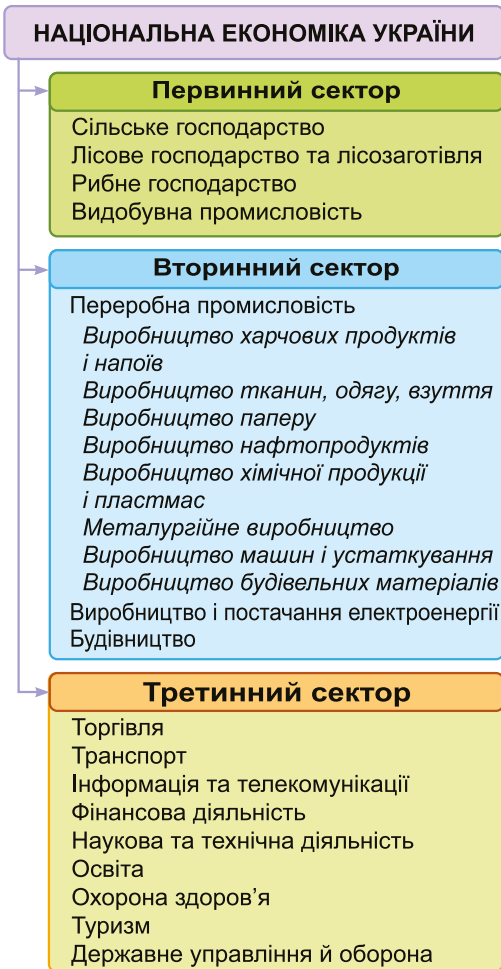 НАЦІОНАЛЬНА ЕКОНОМІКА УКРАЇНИ
Первинний сектор
Сільське господарство
Лісове господарство та лісозаготівля
Рибне господарство
Видобувна промисловість
Вторинний сектор
Переробна промисловість
Виробництво харчових продуктів
і напоїв
Виробництво тканин, одягу, взуття
Виробництво паперу
Виробництво нафтопродуктів
Виробництво хімічної продукції
і пластмас
Металургійне виробництво
Виробництво машин і устаткування
Виробництво будівельних матеріалів
Виробництво і постачання електроенергії
Будівництво
Третинний сектор
Торгівля
Транспорт
Інформація та телекомунікації
Фінансова діяльність
Наукова та технічна діяльність
Освіта
Охорона здоров’я
Туризм
Державне управління й оборона